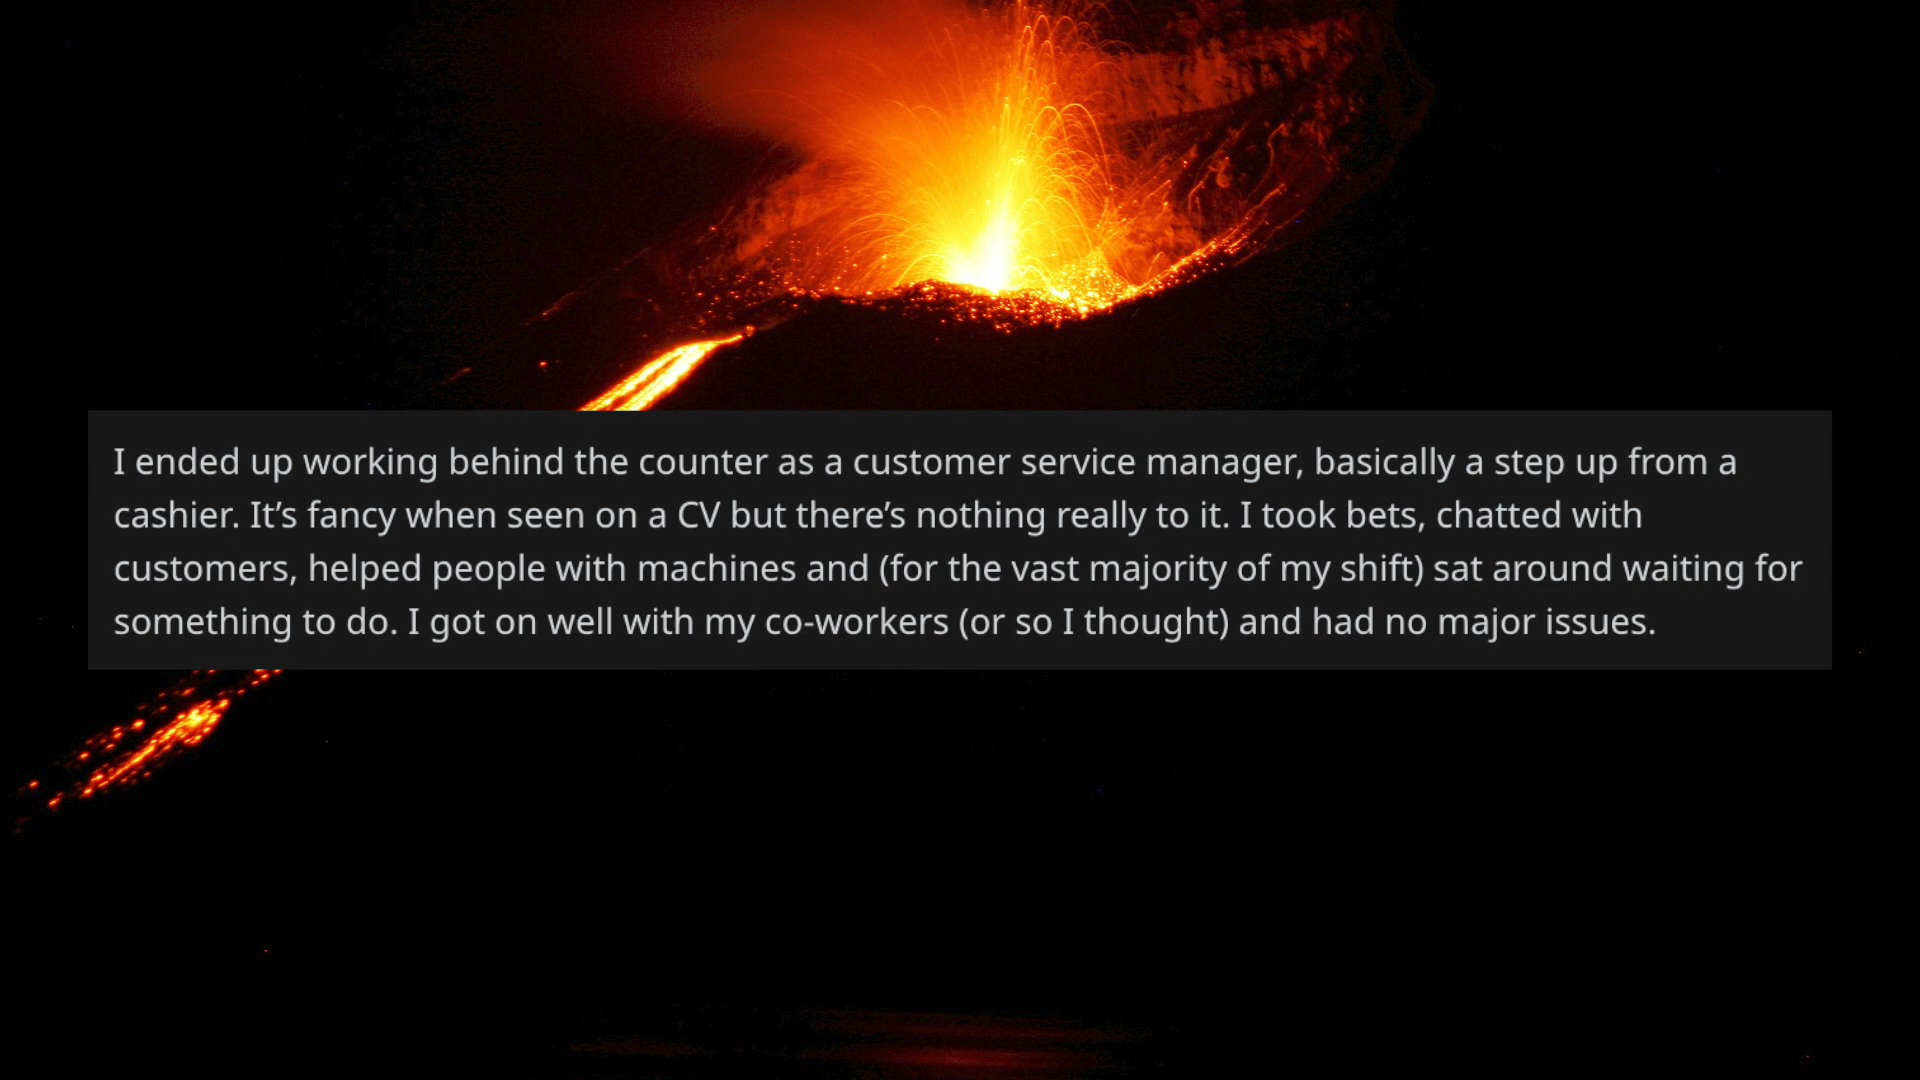 I ended up working behind the counter as a customer service manager, basically a step up from a
cashier. It’s fancy when seen on a CV but there’s nothing really to it. I took bets, chatted with
customers, helped people with machines and (for the vast majority of my shift) sat around waiting for
something to do. I got on well with my co-workers (or so I thought) and had no major issues.